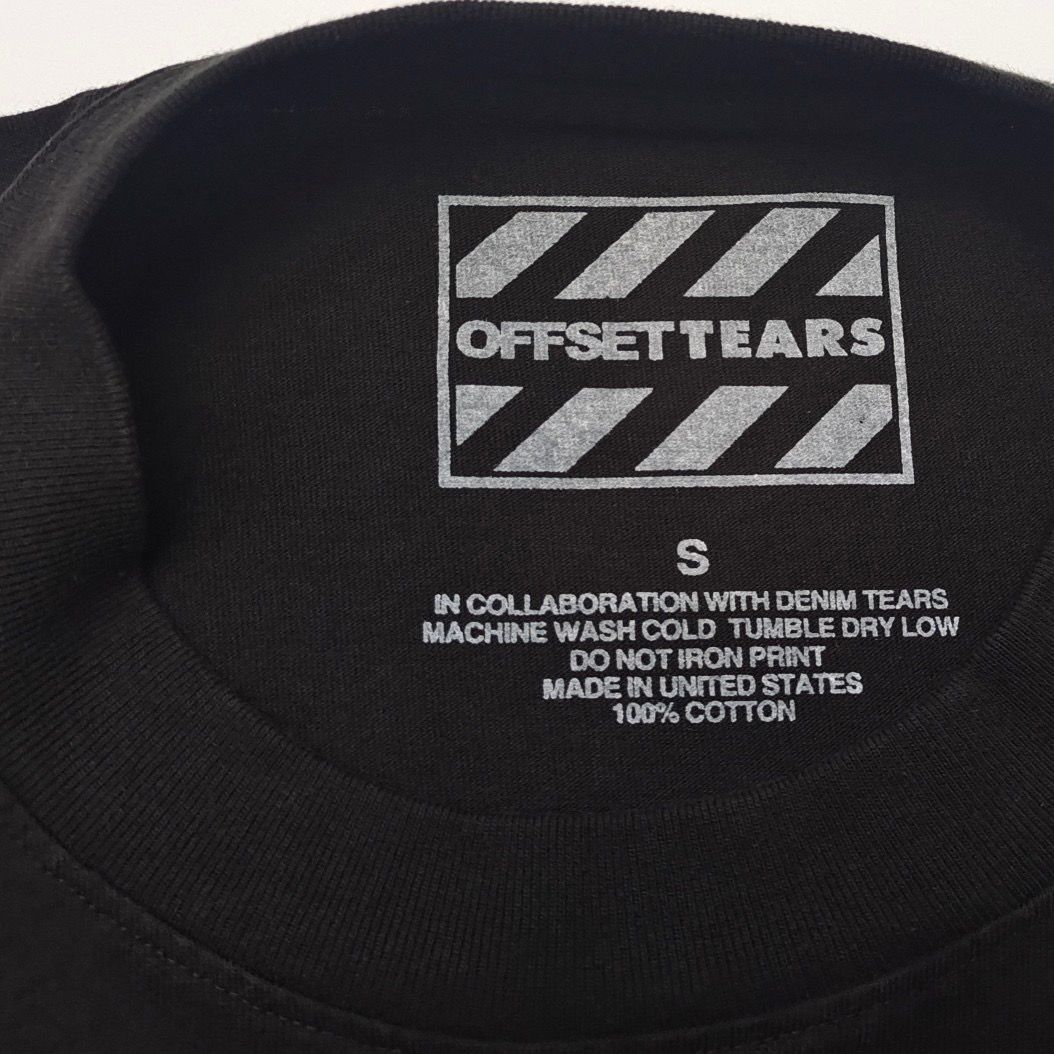 OFFSETTEARS
S
IN COLLABORATION WITH DENIM TEARS
MACHINE WASH COLD TUMBLE DRY LOW
DO NOT IRON PRINT
MADE IN UNITED STATES
100% COTTON